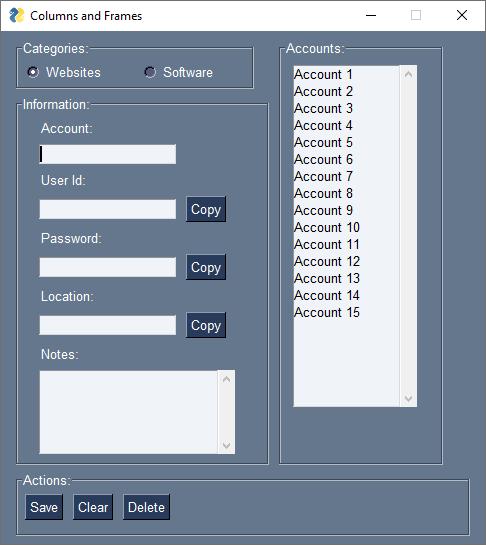 Columns and Frames
Categories:
Websites
Software
Information:
Account:
User Id:
Copy
Password:
Copy
Location:
Copy
Notes:
Accounts:
Account 1
Account 2
Account 3
Account 4
Account 5
Account 6
Account 7
Account 8
Account 9
Account 10
Account 11
Account 12
Account 13
Account 14
Account 15
Actions:
Save
Clear
Delete